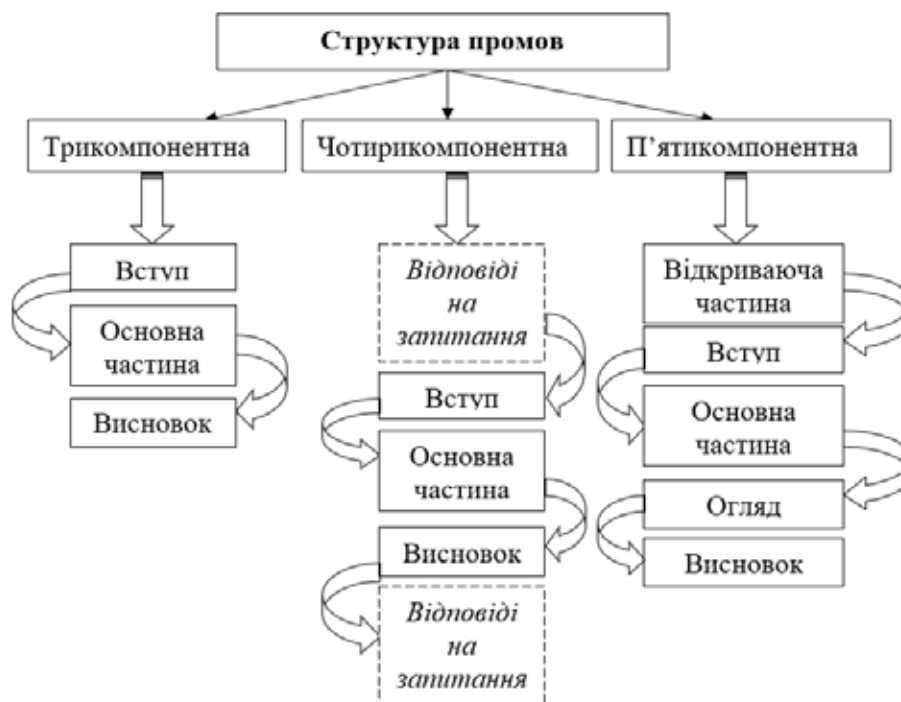 Структура промов
Трикомпонентна
Вступ
Основна
частина
Висновок
Чотирикомпонентна
Відповіді
на
запитання
Вступ
Основна
частина
Висновок
Відповіді
на
запитання
П’ятикомпонентна
Відкриваюча
частина
Вступ
Основна
частина
Огляд
Висновок